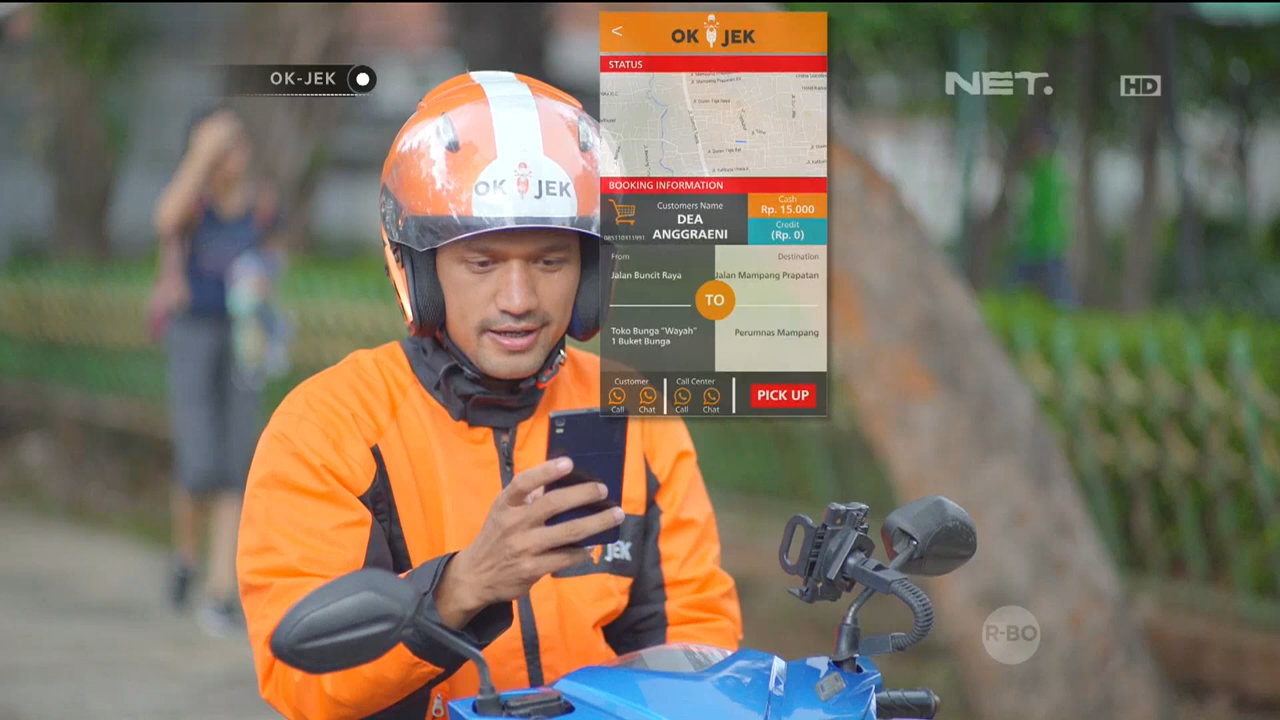 OK-JEK
NET.
HD
<
OK JEK
STATUS
BOOKING INFORMATION
Customers Name
DEA
ANGGRAENI
Cash
Rp. 15.000
Credit
(Rp. 0)
From
Destination
Jalan Buncit Raya
Jalan Mampang Prapatan
TO
Toko Bunga "Wayah"
1 Buket Bunga
Perumnas Mampang
Customer
Call Center
Call
Chat
Call
Chat
PICK UP
OK JEK
JEK
R-BO